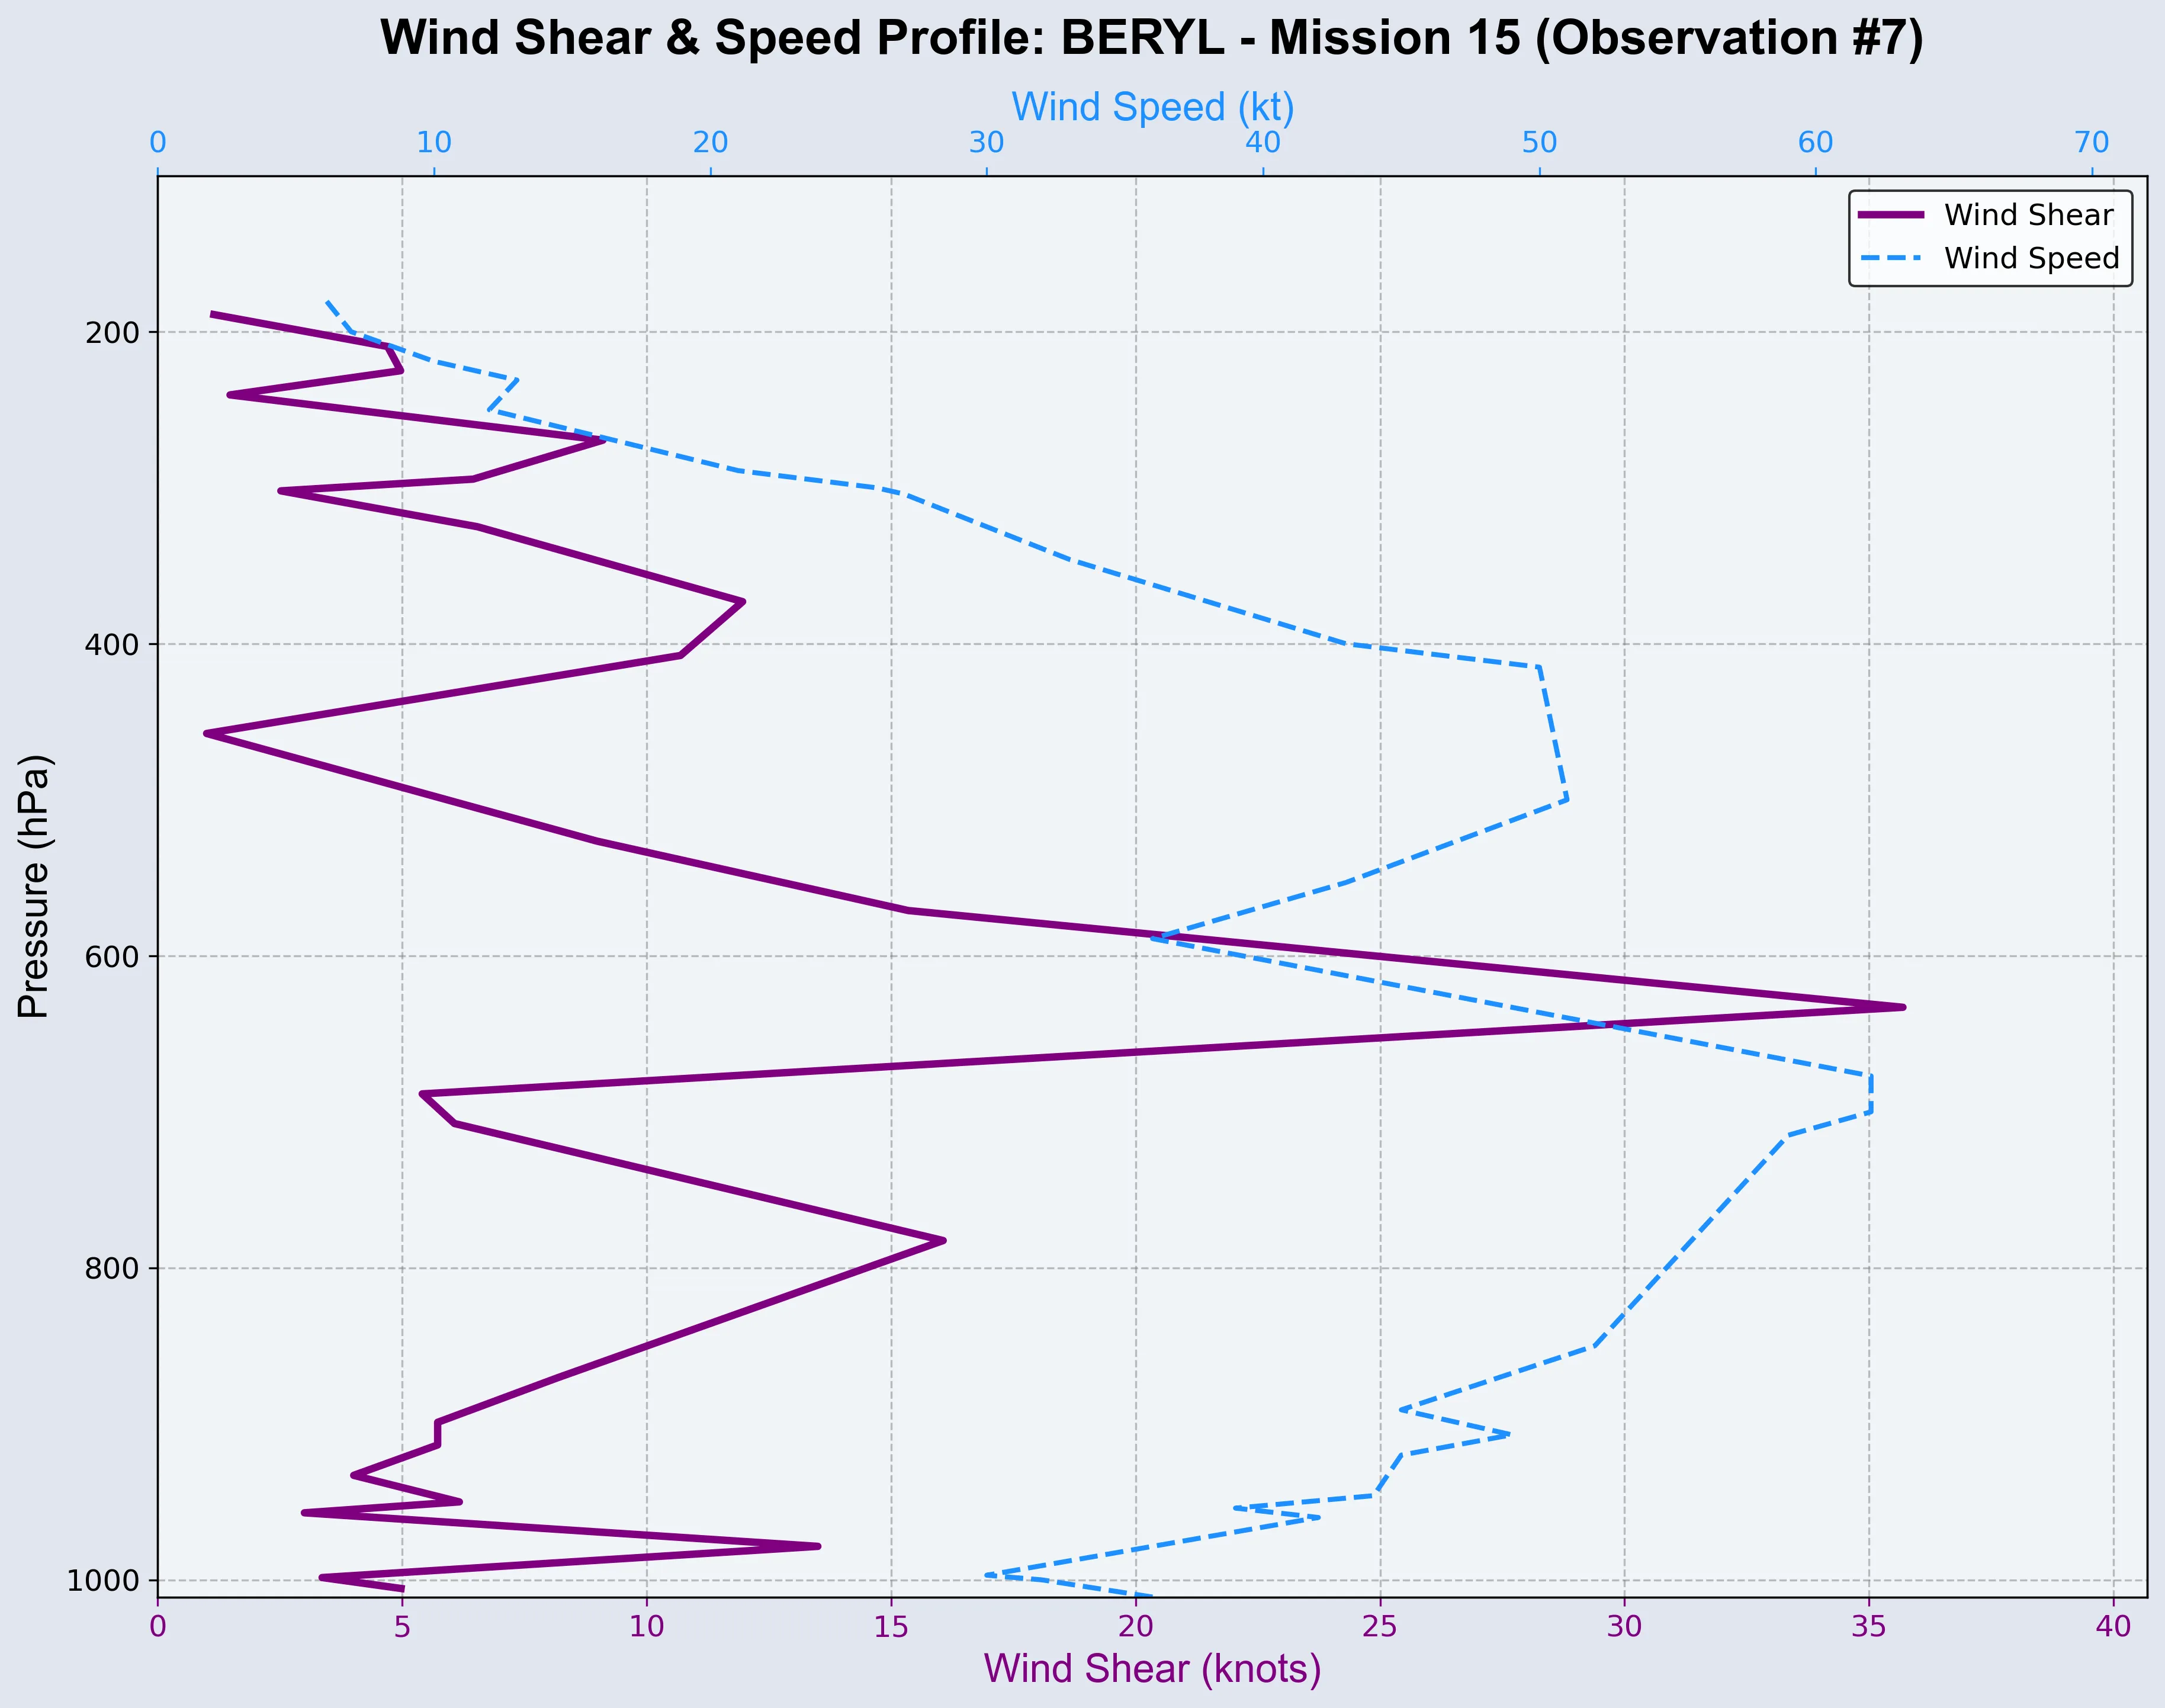 Wind Shear & Speed Profile: BERYL - Mission 15 (Observation #7)
Wind Speed (kt)
0 10 20 30 40 50 60 70
Wind Shear
Wind Speed
200
400
600
800
1000
Pressure (hPa)
0 5 10 15 20 25 30 35 40
Wind Shear (knots)